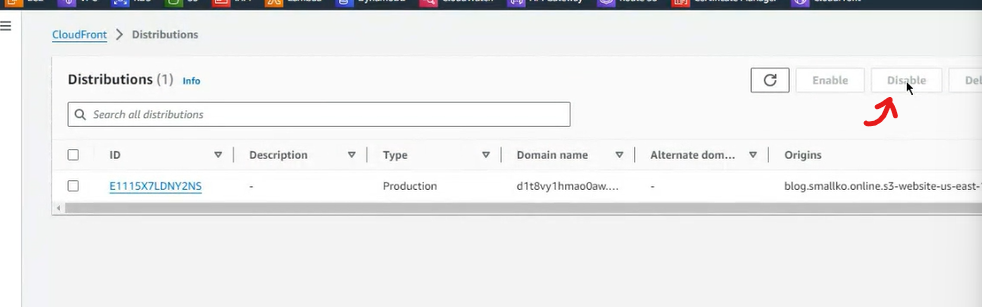 CloudFront > Distributions
Distributions (1) Info
Enable Disable Del
Search all distributions
ID Description Type Domain name Alternate dom... Origins
E1115X7LDNY2NS - Production d1t8vy1hmao0aw.... - blog.smallko.online.s3-website-us-east-